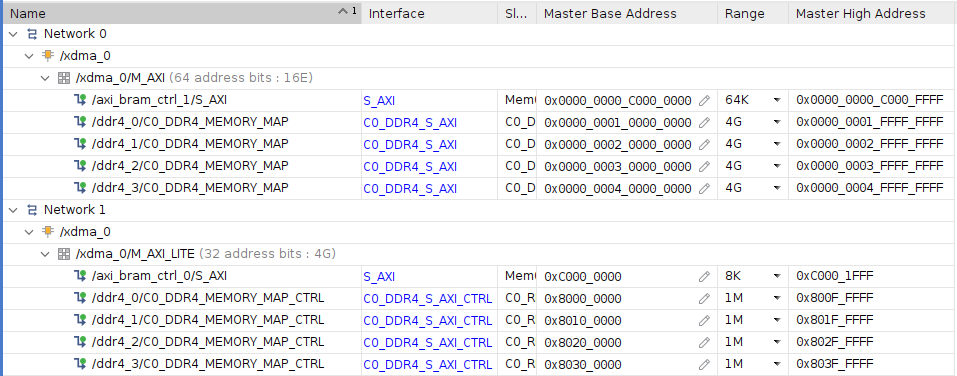 Name 1 Interface Sl... Master Base Address Range Master High Address
Network 0
/xdma_0
/xdma_0/M_AXI (64 address bits : 16E)
/axi_bram_ctrl_1/S_AXI S_AXI Mem 0x0000_0000_C000_0000 64K 0x0000_0000_C000_FFFF
/ddr4_0/C0_DDR4_MEMORY_MAP C0_DDR4_S_AXI C0_D 0x0000_0001_0000_0000 4G 0x0000_0001_FFFF_FFFF
/ddr4_1/C0_DDR4_MEMORY_MAP C0_DDR4_S_AXI C0_D 0x0000_0002_0000_0000 4G 0x0000_0002_FFFF_FFFF
/ddr4_2/C0_DDR4_MEMORY_MAP C0_DDR4_S_AXI C0_D 0x0000_0003_0000_0000 4G 0x0000_0003_FFFF_FFFF
/ddr4_3/C0_DDR4_MEMORY_MAP C0_DDR4_S_AXI C0_D 0x0000_0004_0000_0000 4G 0x0000_0004_FFFF_FFFF
Network 1
/xdma_0
/xdma_0/M_AXI_LITE (32 address bits : 4G)
/axi_bram_ctrl_0/S_AXI S_AXI Mem 0xC000_0000 8K 0xC000_1FFF
/ddr4_0/C0_DDR4_MEMORY_MAP_CTRL C0_DDR4_S_AXI_CTRL C0_R 0x8000_0000 1M 0x800F_FFFF
/ddr4_1/C0_DDR4_MEMORY_MAP_CTRL C0_DDR4_S_AXI_CTRL C0_R 0x8010_0000 1M 0x801F_FFFF
/ddr4_2/C0_DDR4_MEMORY_MAP_CTRL C0_DDR4_S_AXI_CTRL C0_R 0x8020_0000 1M 0x802F_FFFF
/ddr4_3/C0_DDR4_MEMORY_MAP_CTRL C0_DDR4_S_AXI_CTRL C0_R 0x8030_0000 1M 0x803F_FFFF